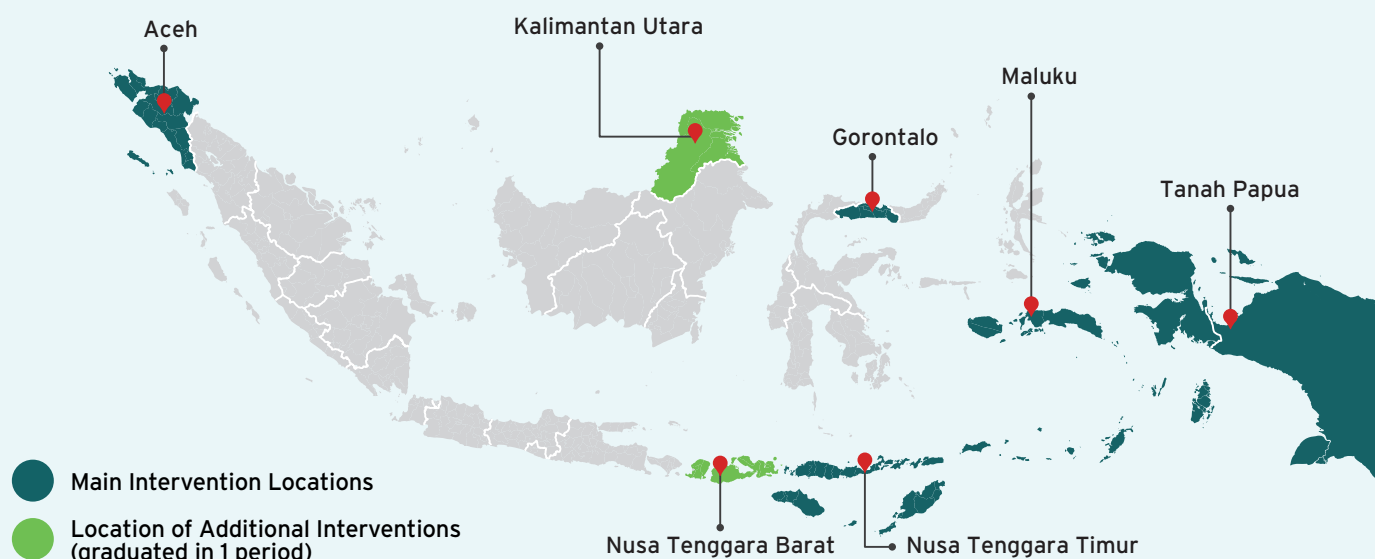 Aceh
Kalimantan Utara
Maluku
Gorontalo
Tanah Papua
Main Intervention Locations
Location of Additional Interventions
(graduated in 1 period)
Nusa Tenggara Barat
Nusa Tenggara Timur